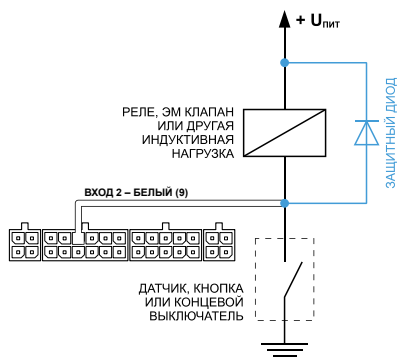 + Uпит
РЕЛЕ, ЭМ КЛАПАН
ИЛИ ДРУГАЯ
ИНДУКТИВНАЯ
НАГРУЗКА
ЗАЩИТНЫЙ ДИОД
ВХОД 2 – БЕЛЫЙ (9)
ДАТЧИК, КНОПКА
ИЛИ КОНЦЕВОЙ
ВЫКЛЮЧАТЕЛЬ